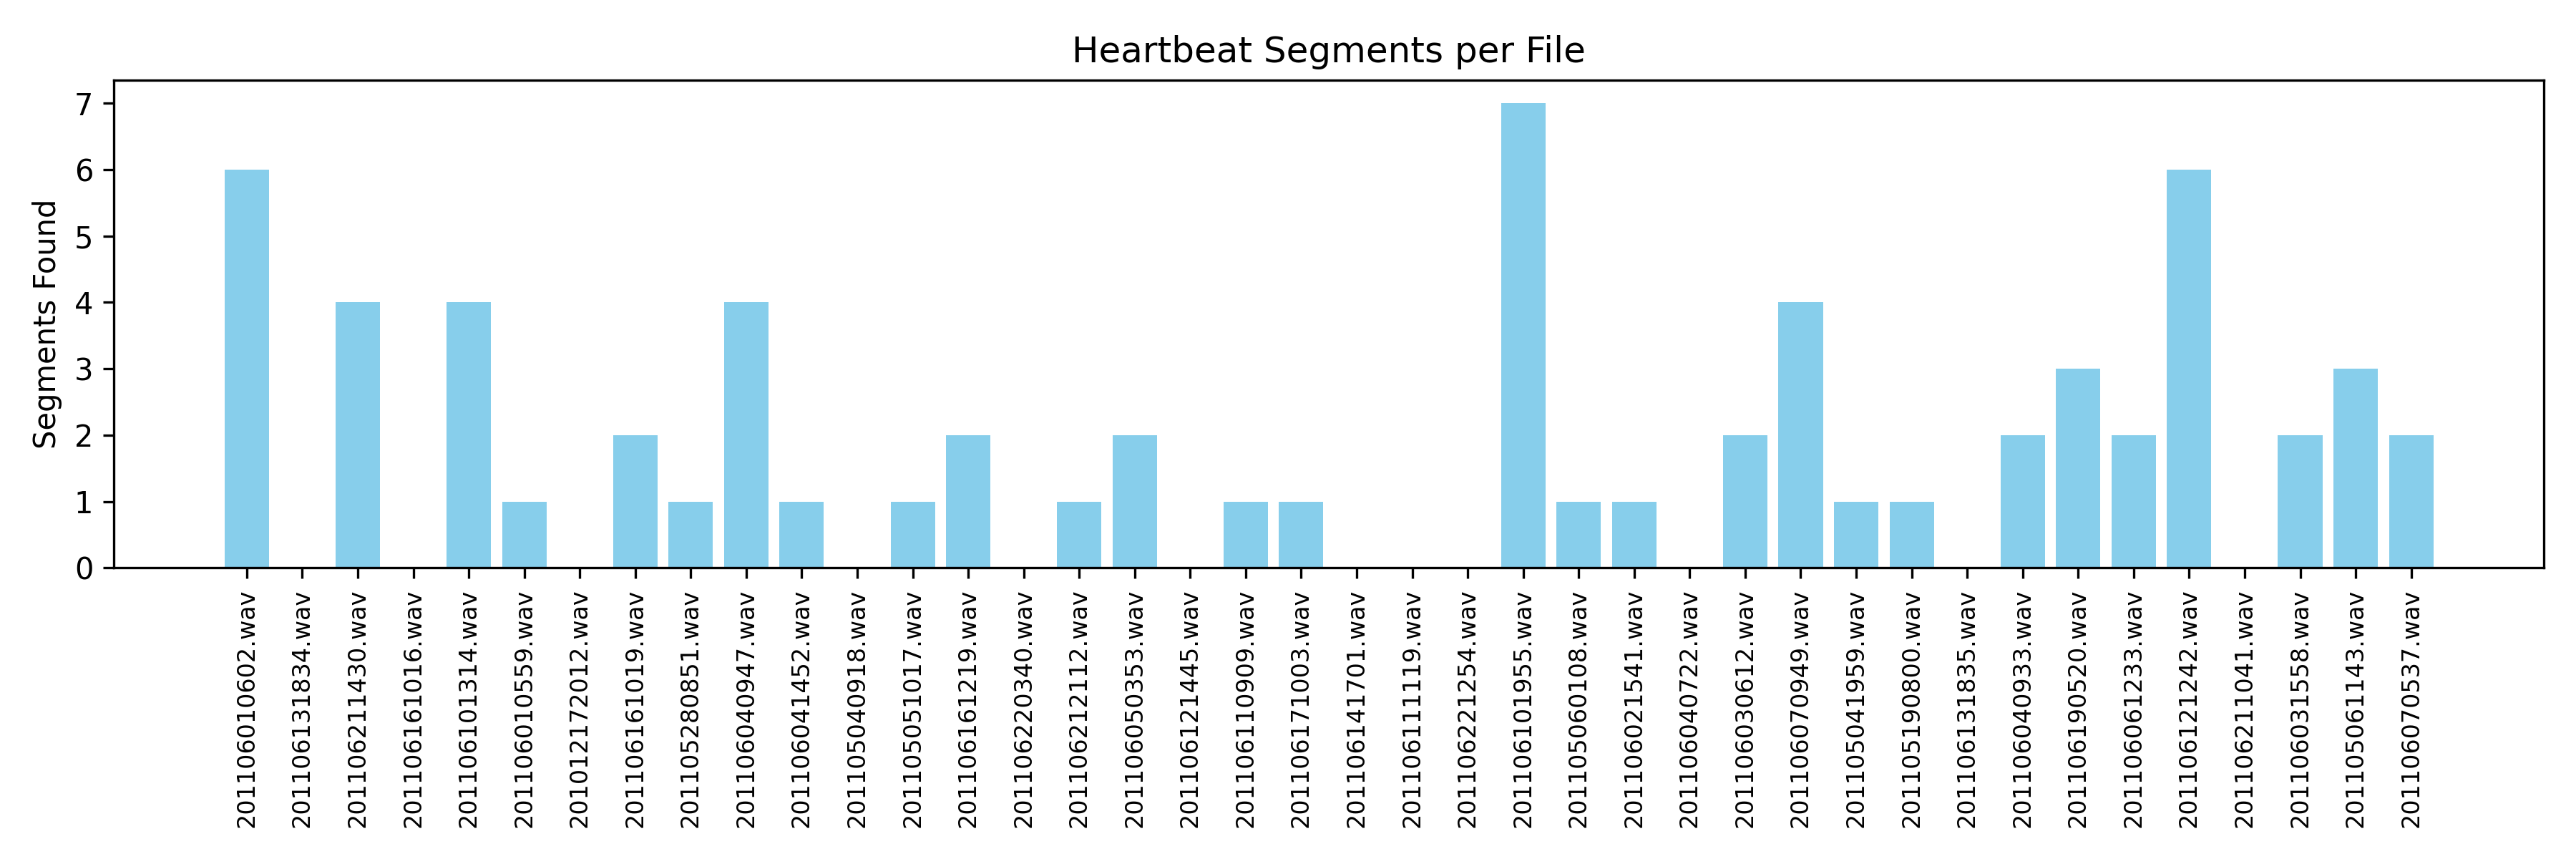 Heartbeat Segments per File
Segments Found
7
6
5
4
3
2
1
0
201106010602.wav
201106131834.wav
201106211430.wav
201106161016.wav
201106101314.wav
201106010559.wav
201012172012.wav
201106161019.wav
201105280851.wav
201106040947.wav
201106041452.wav
201105040918.wav
201105051017.wav
201106161219.wav
201106220340.wav
201106212112.wav
201106050353.wav
201106121445.wav
201106110909.wav
201106171003.wav
201106141701.wav
201106111119.wav
201106221254.wav
201106101955.wav
201105060108.wav
201106021541.wav
201106040722.wav
201106030612.wav
201106070949.wav
201105041959.wav
201105190800.wav
201106131835.wav
201106040933.wav
201106190520.wav
201106061233.wav
201106121242.wav
201106211041.wav
201106031558.wav
201105061143.wav
201106070537.wav